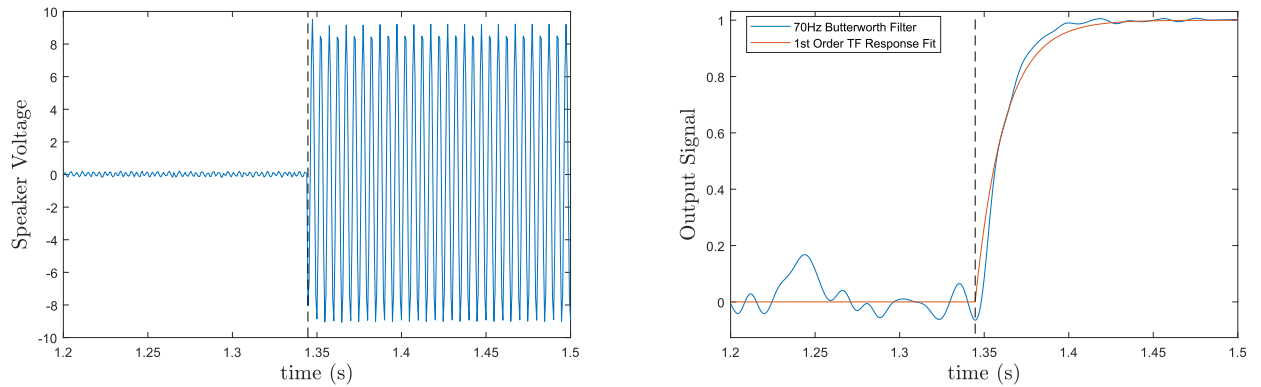 10
8
6
4
2
0
-2
-4
-6
-8
-10
Speaker Voltage
1.2 1.25 1.3 1.35 1.4 1.45 1.5
time (s)
1
0.8
0.6
0.4
0.2
0
Output Signal
70Hz Butterworth Filter
1st Order TF Response Fit
1.2 1.25 1.3 1.35 1.4 1.45 1.5
time (s)